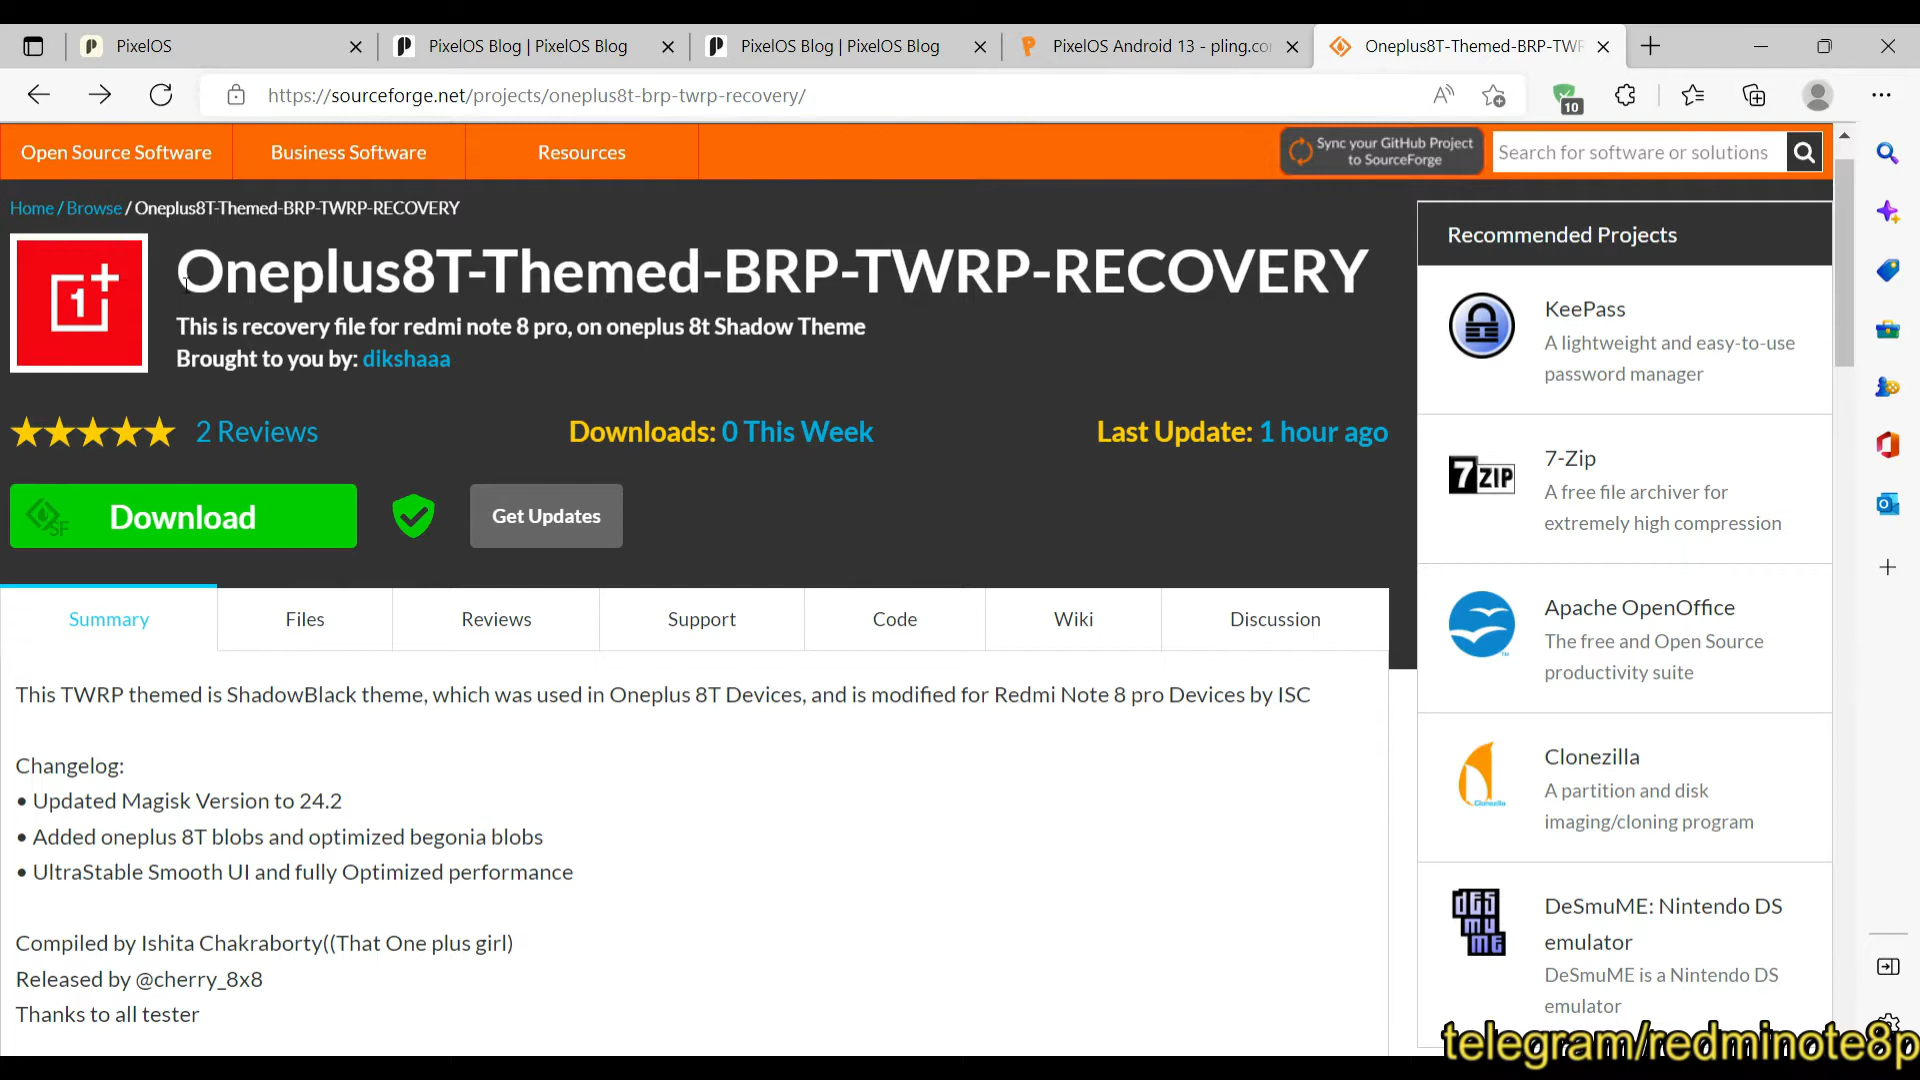 PixelOS
PixelOS Blog | PixelOS Blog
PixelOS Blog | PixelOS Blog
PixelOS Android 13 - pling.co
Oneplus8T-Themed-BRP-TWR
https://sourceforge.net/projects/oneplus8t-brp-twrp-recovery/
10
Open Source Software
Business Software
Resources
Sync your GitHub Project
to SourceForge
Search for software or solutions
Home / Browse / Oneplus8T-Themed-BRP-TWRP-RECOVERY
Oneplus8T-Themed-BRP-TWRP-RECOVERY
This is recovery file for redmi note 8 pro, on oneplus 8t Shadow Theme
Brought to you by: dikshaaa
2 Reviews
Downloads: 0 This Week
Last Update: 1 hour ago
SF
Download
Get Updates
Summary
Files
Reviews
Support
Code
Wiki
Discussion
This TWRP themed is ShadowBlack theme, which was used in Oneplus 8T Devices, and is modified for Redmi Note 8 pro Devices by ISC
Changelog:
• Updated Magisk Version to 24.2
• Added oneplus 8T blobs and optimized begonia blobs
• UltraStable Smooth UI and fully Optimized performance
Compiled by Ishita Chakraborty((That One plus girl)
Released by @cherry_8x8
Thanks to all tester
Recommended Projects
KeePass
A lightweight and easy-to-use
password manager
7ZIP
7-Zip
A free file archiver for
extremely high compression
Apache OpenOffice
The free and Open Source
productivity suite
Clonezilla
Clonezilla
A partition and disk
imaging/cloning program
DeSmuME
DeSmuME: Nintendo DS
emulator
DeSmuME is a Nintendo DS
emulator
telegram/redminote8p